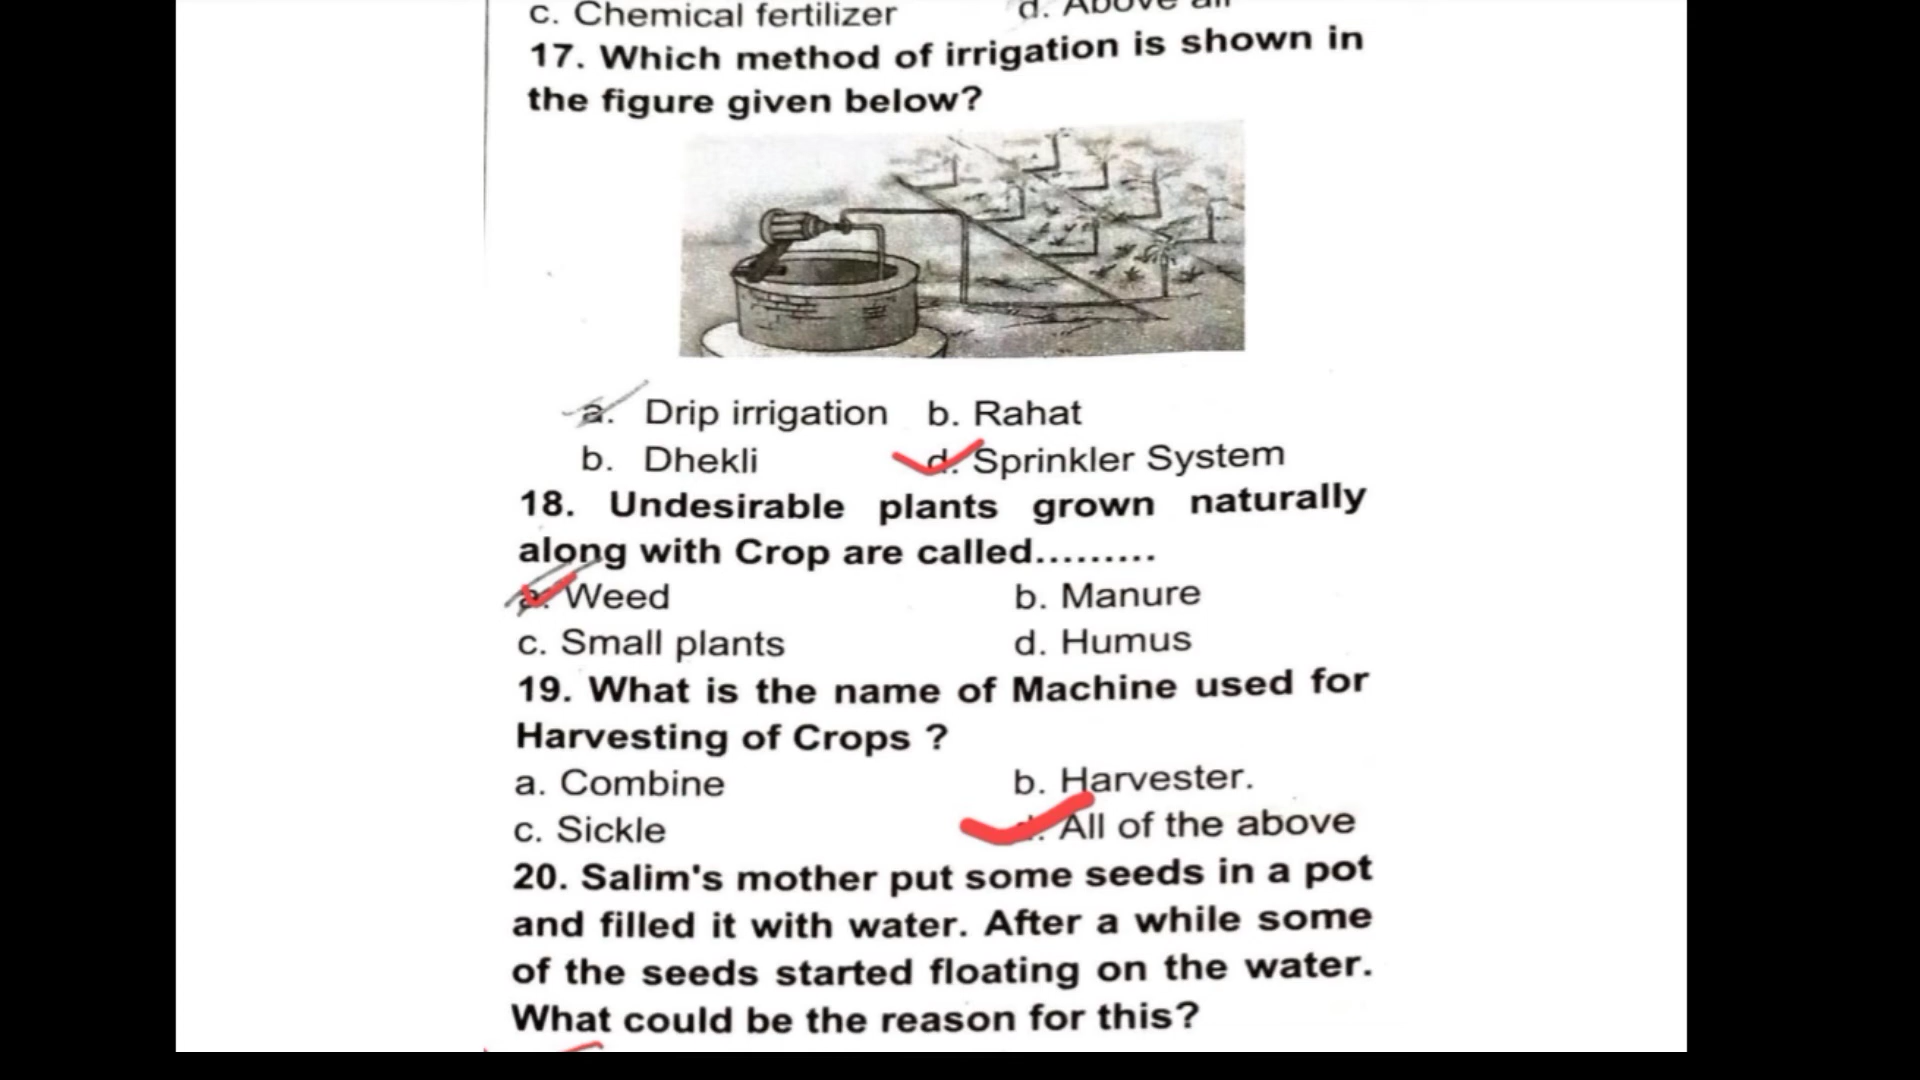 c. Chemical fertilizer d. Above all
17. Which method of irrigation is shown in
the figure given below?
a. Drip irrigation b. Rahat
b. Dhekli d. Sprinkler System
18. Undesirable plants grown naturally
along with Crop are called.........
a. Weed b. Manure
c. Small plants d. Humus
19. What is the name of Machine used for
Harvesting of Crops ?
a. Combine b. Harvester.
c. Sickle d. All of the above
20. Salim's mother put some seeds in a pot
and filled it with water. After a while some
of the seeds started floating on the water.
What could be the reason for this?